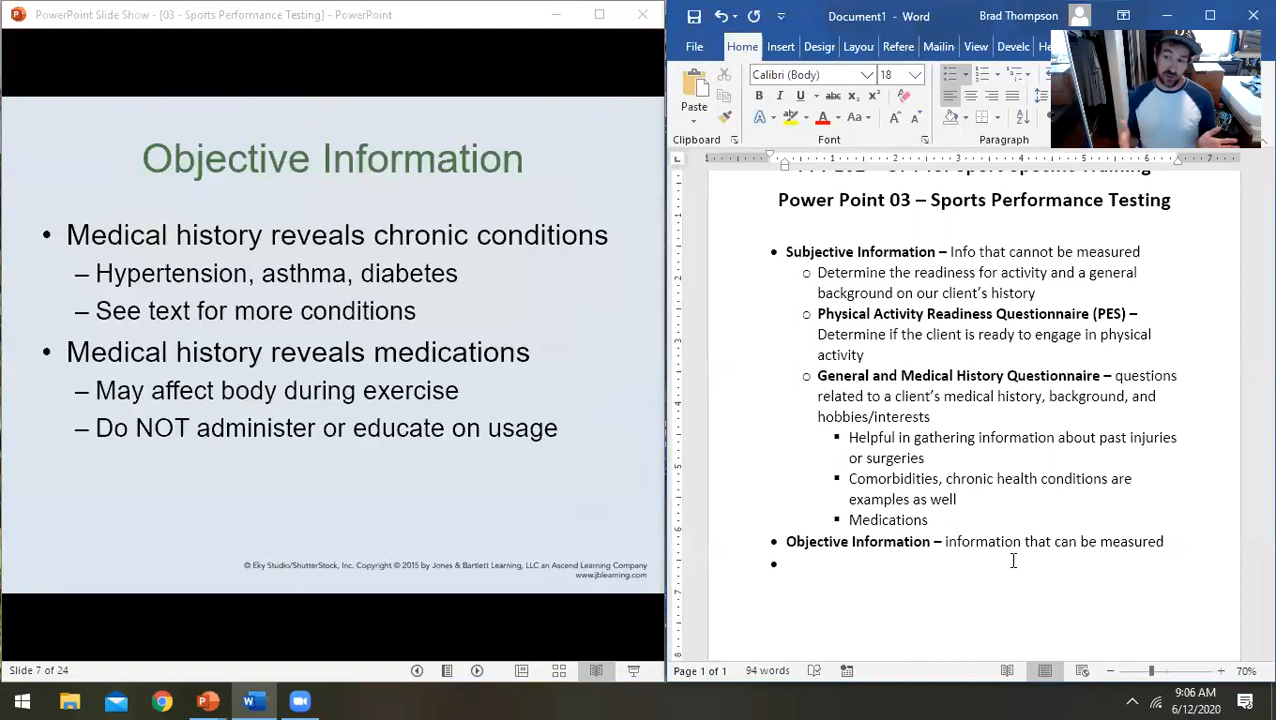 PowerPoint Slide Show - [03 - Sports Performance Testing] - PowerPoint
Objective Information
• Medical history reveals chronic conditions
– Hypertension, asthma, diabetes
– See text for more conditions
• Medical history reveals medications
– May affect body during exercise
– Do NOT administer or educate on usage
© Eky Studio/ShutterStock, Inc. Copyright © 2015 by Jones & Bartlett Learning, LLC an Ascend Learning Company
www.jblearning.com
Slide 7 of 24
Document1 - Word
Brad Thompson
File Home Insert Design Layou Refere Mailin View Develc He
Calibri (Body) 18
Paste
Clipboard Font Paragraph
Sport Specific Training
Power Point 03 – Sports Performance Testing
• Subjective Information – Info that cannot be measured
o Determine the readiness for activity and a general
background on our client's history
o Physical Activity Readiness Questionnaire (PES) –
Determine if the client is ready to engage in physical
activity
o General and Medical History Questionnaire – questions
related to a client's medical history, background, and
hobbies/interests
▪ Helpful in gathering information about past injuries
or surgeries
▪ Comorbidities, chronic health conditions are
examples as well
▪ Medications
• Objective Information – information that can be measured
•
Page 1 of 1 94 words 70%
9:06 AM
6/12/2020